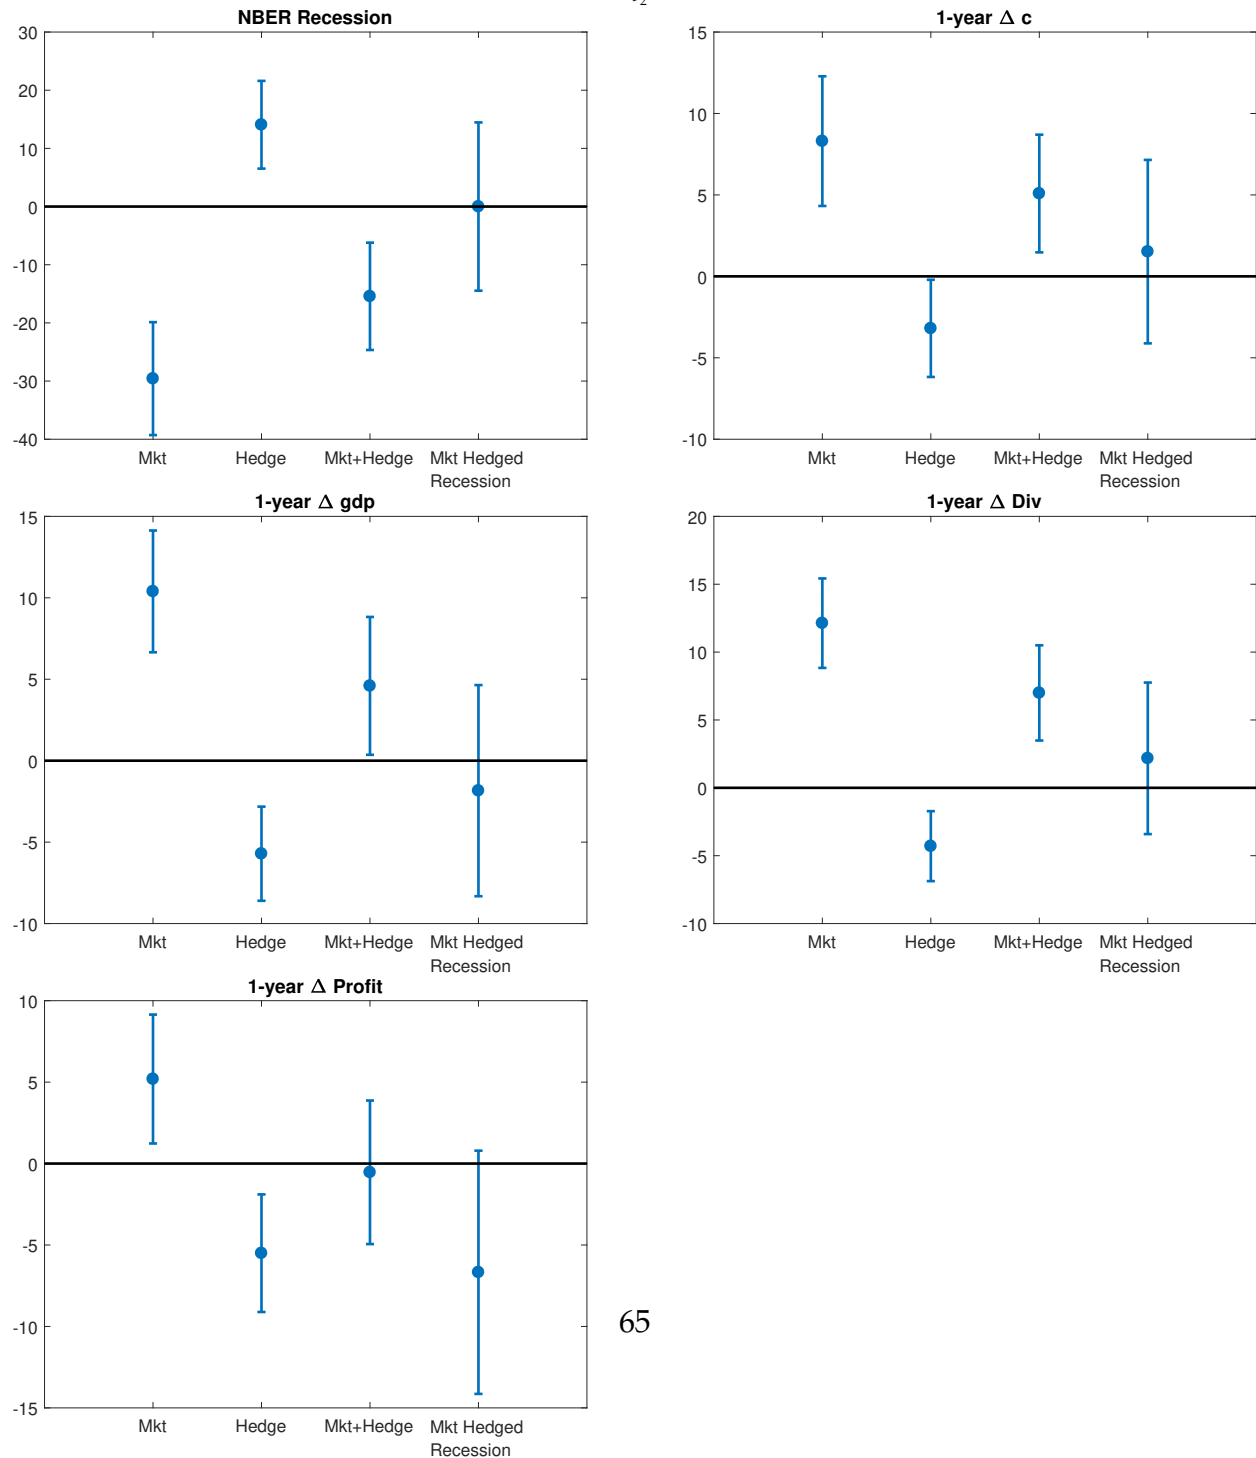 2
NBER Recession
30
20
10
0
-10
-20
-30
-40
Mkt Hedge Mkt+Hedge Mkt Hedged
Recession
1-year Δ c
15
10
5
0
-5
-10
Mkt Hedge Mkt+Hedge Mkt Hedged
Recession
1-year Δ gdp
15
10
5
0
-5
-10
Mkt Hedge Mkt+Hedge Mkt Hedged
Recession
1-year Δ Div
20
15
10
5
0
-5
-10
Mkt Hedge Mkt+Hedge Mkt Hedged
Recession
1-year Δ Profit
10
5
0
-5
-10
-15
Mkt Hedge Mkt+Hedge Mkt Hedged
Recession
65